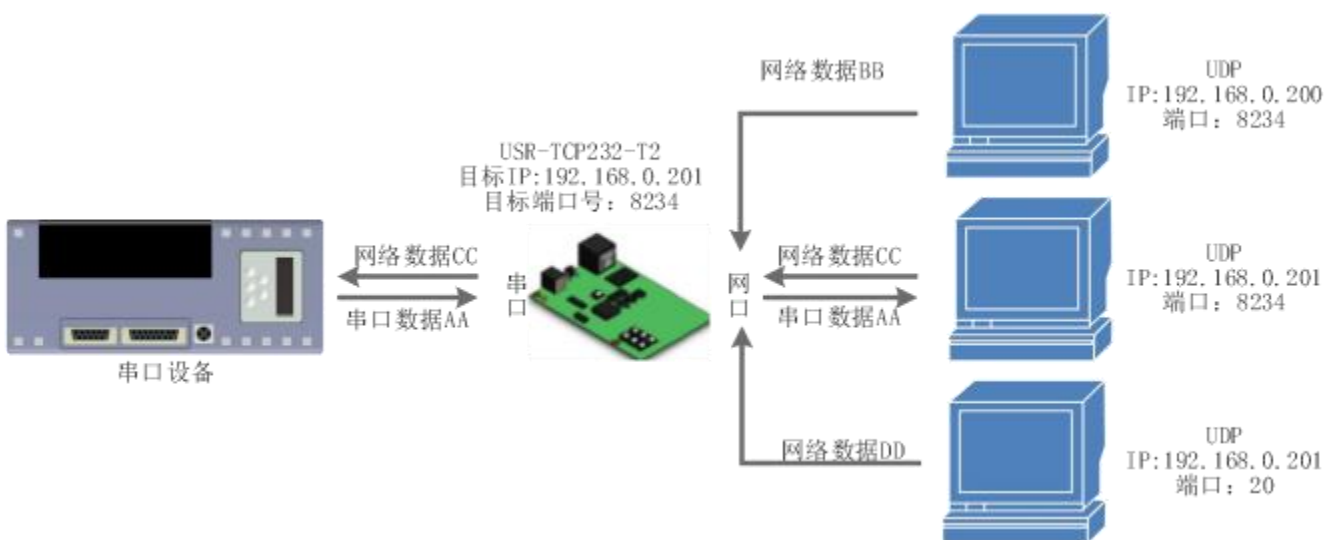 网络数据BB
UDP
IP:192.168.0.200
端口：8234
USR-TCP232-T2
目标IP:192.168.0.201
目标端口号：8234
网络数据CC
串口数据AA
串口
网口
网络数据CC
串口数据AA
UDP
IP:192.168.0.201
端口：8234
串口设备
网络数据DD
UDP
IP:192.168.0.201
端口：20